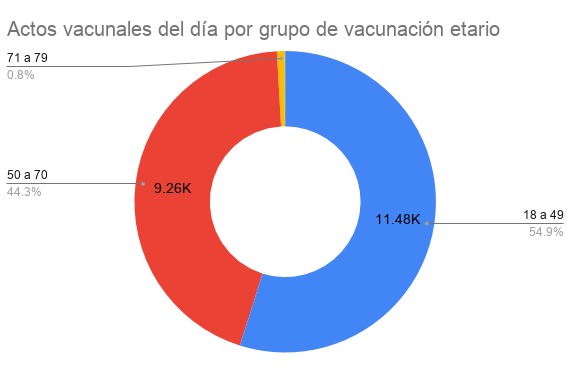 Actos vacunales del día por grupo de vacunación etario
71 a 79
0.8%
50 a 70
44.3%
9.26K
11.48K
18 a 49
54.9%